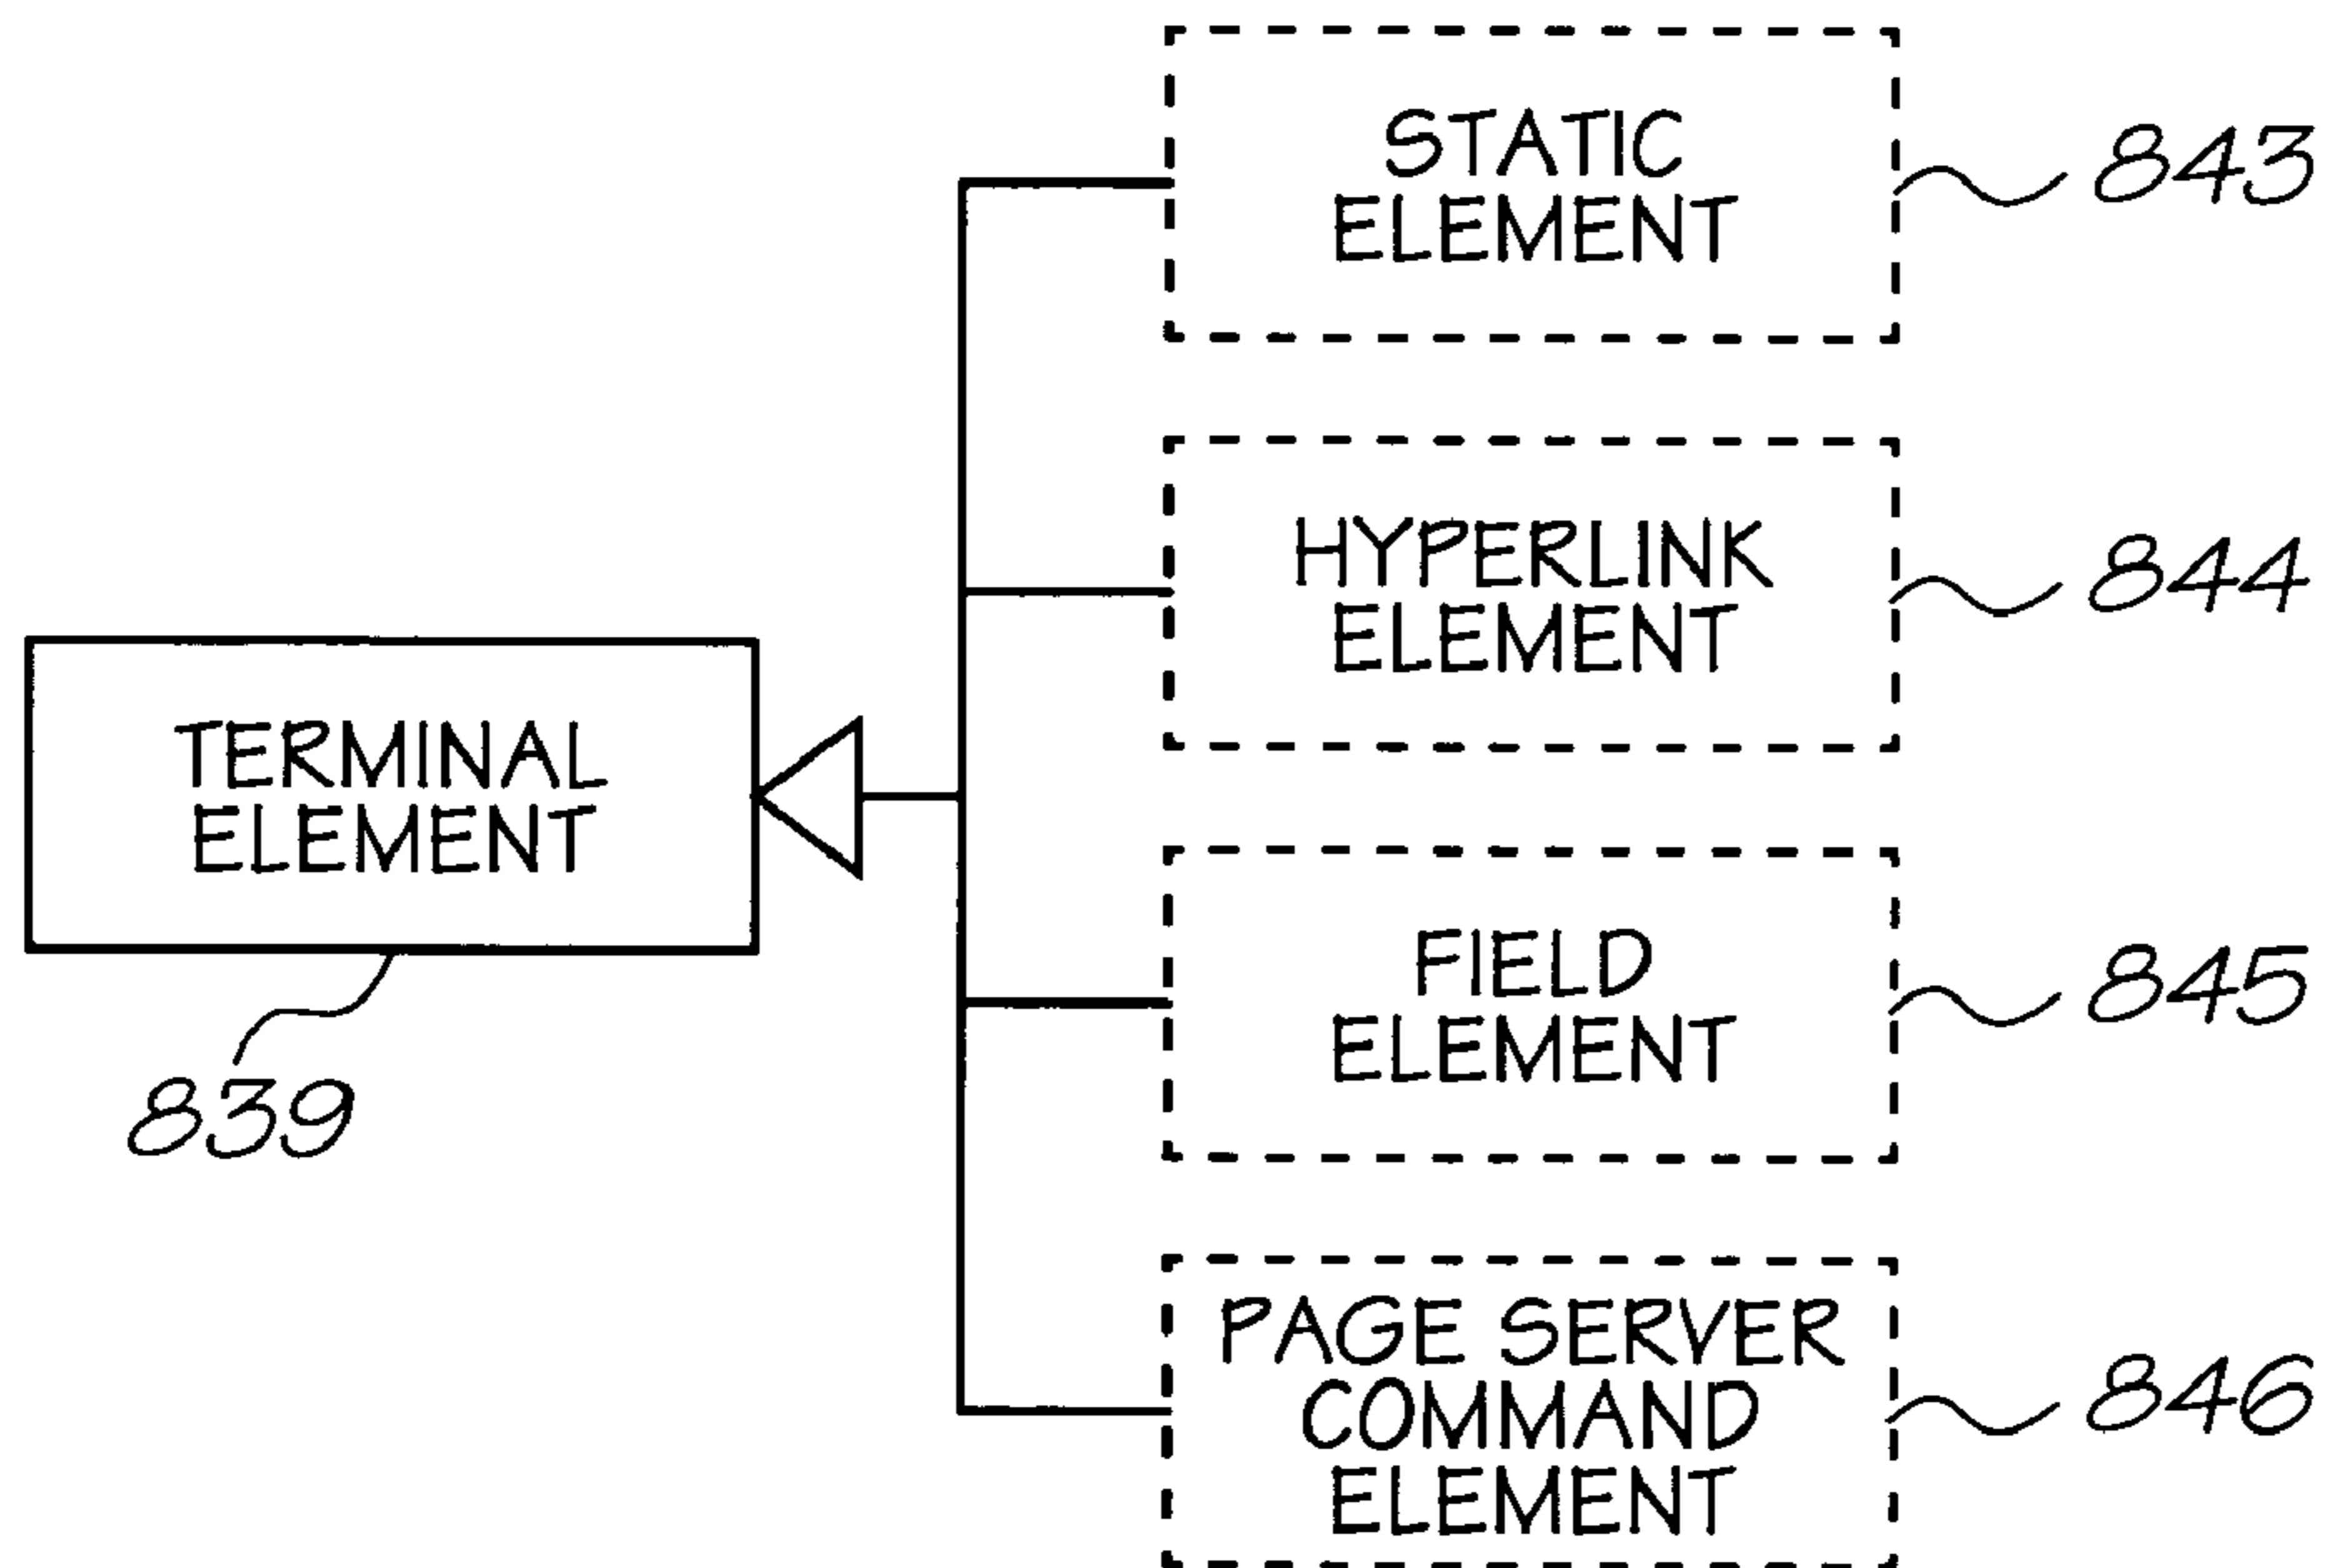 STATIC
ELEMENT
843
HYPERLINK
ELEMENT
844
TERMINAL
ELEMENT
839
FIELD
ELEMENT
845
PAGE SERVER
COMMAND
ELEMENT
846